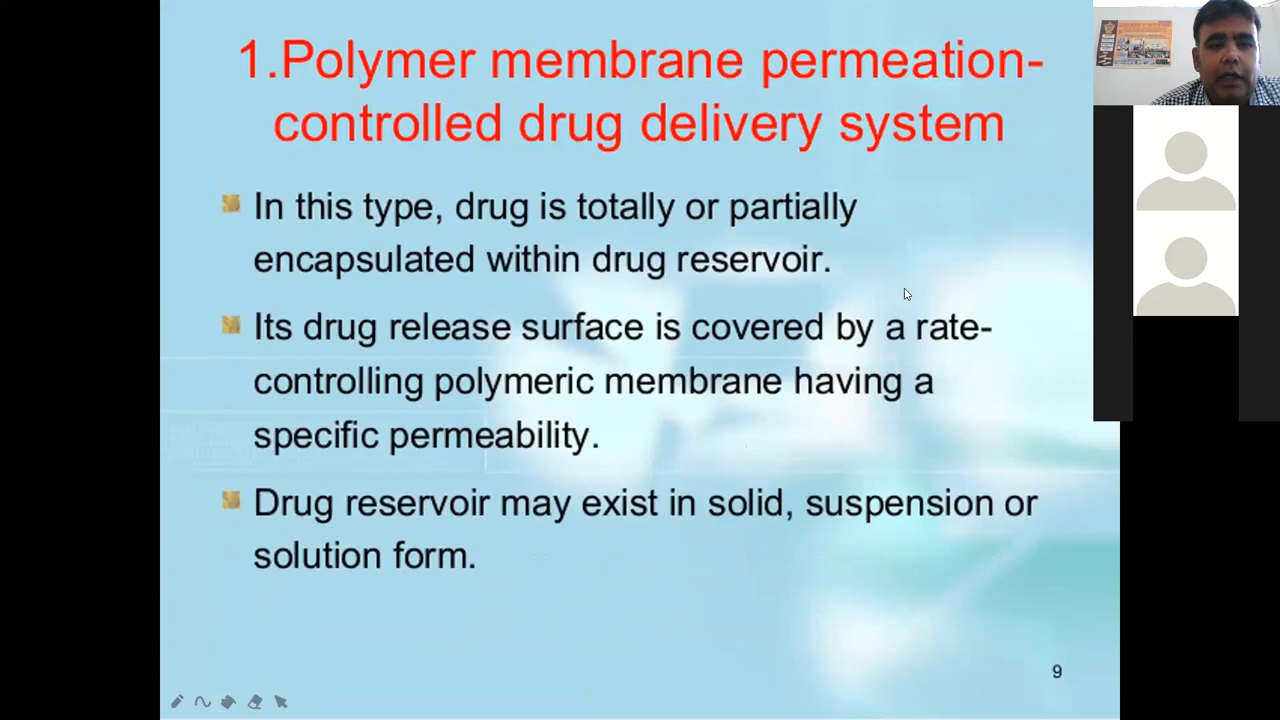 1.Polymer membrane permeation-
controlled drug delivery system
In this type, drug is totally or partially
encapsulated within drug reservoir.
Its drug release surface is covered by a rate-
controlling polymeric membrane having a
specific permeability.
Drug reservoir may exist in solid, suspension or
solution form.
9